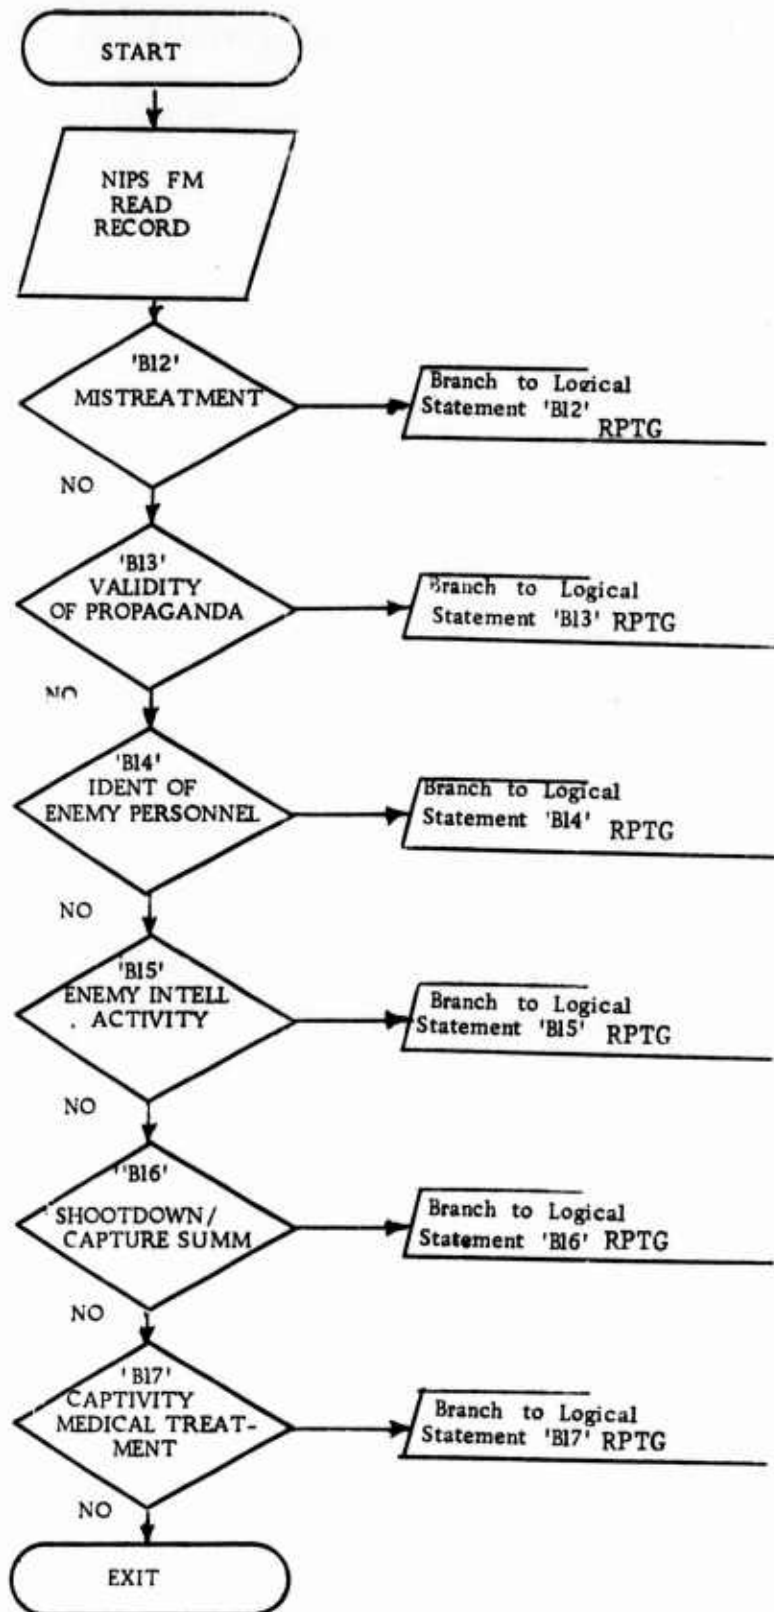 START
NIPS FM
READ
RECORD
'B12'
MISTREATMENT
Branch to Logical
Statement 'B12'
RPTG
NO
'B13'
VALIDITY
OF PROPAGANDA
Branch to Logical
Statement 'B13' RPTG
NO
'B14'
IDENT OF
ENEMY PERSONNEL
Branch to Logical
Statement 'B14' RPTG
NO
'B15'
ENEMY INTELL
ACTIVITY
Branch to Logical
Statement 'B15' RPTG
NO
''B16'
SHOOTDOWN/
CAPTURE SUMM
Branch to Logical
Statement 'B16' RPTG
NO
'B17'
CAPTIVITY
MEDICAL TREAT-
MENT
Branch to Logical
Statement 'B17' RPTG
NO
EXIT